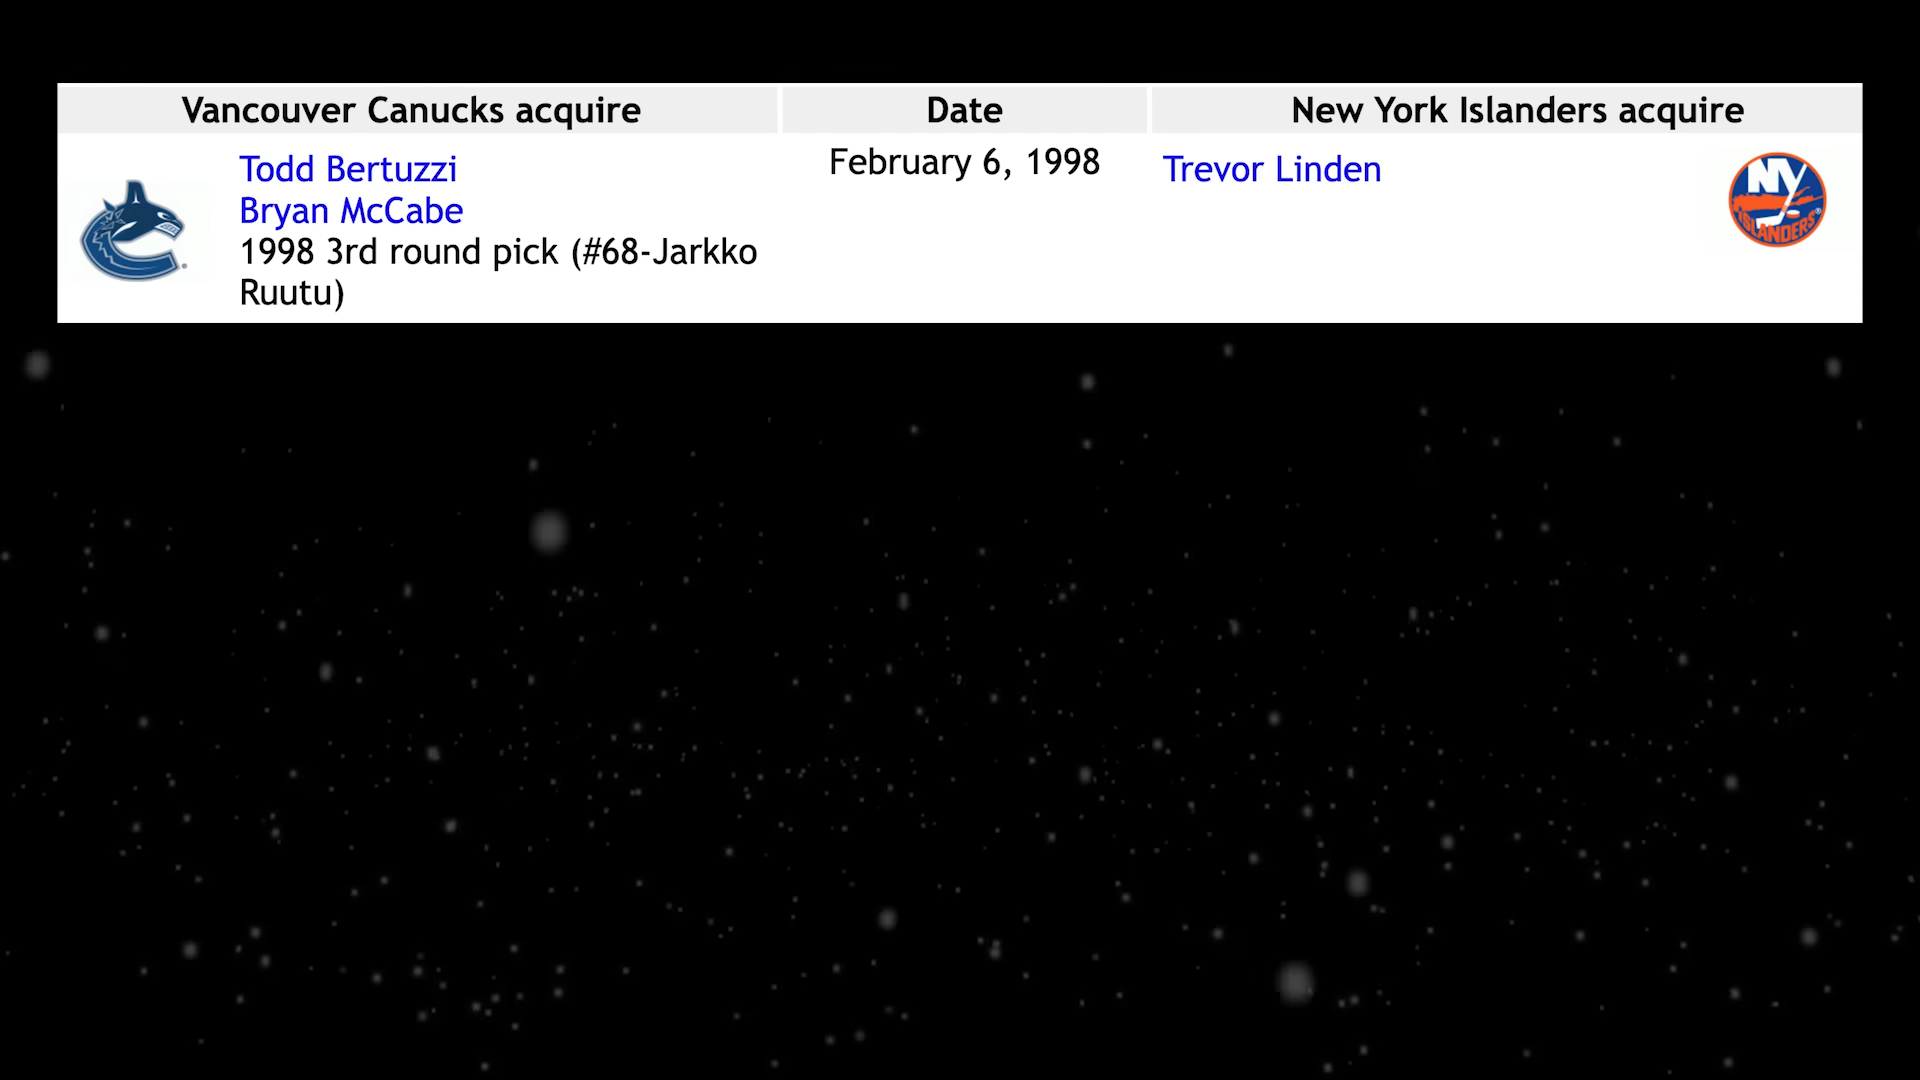 Vancouver Canucks acquire
Date
New York Islanders acquire
Todd Bertuzzi
Bryan McCabe
1998 3rd round pick (#68-Jarkko
Ruutu)
February 6, 1998
Trevor Linden
NY
ISLANDERS